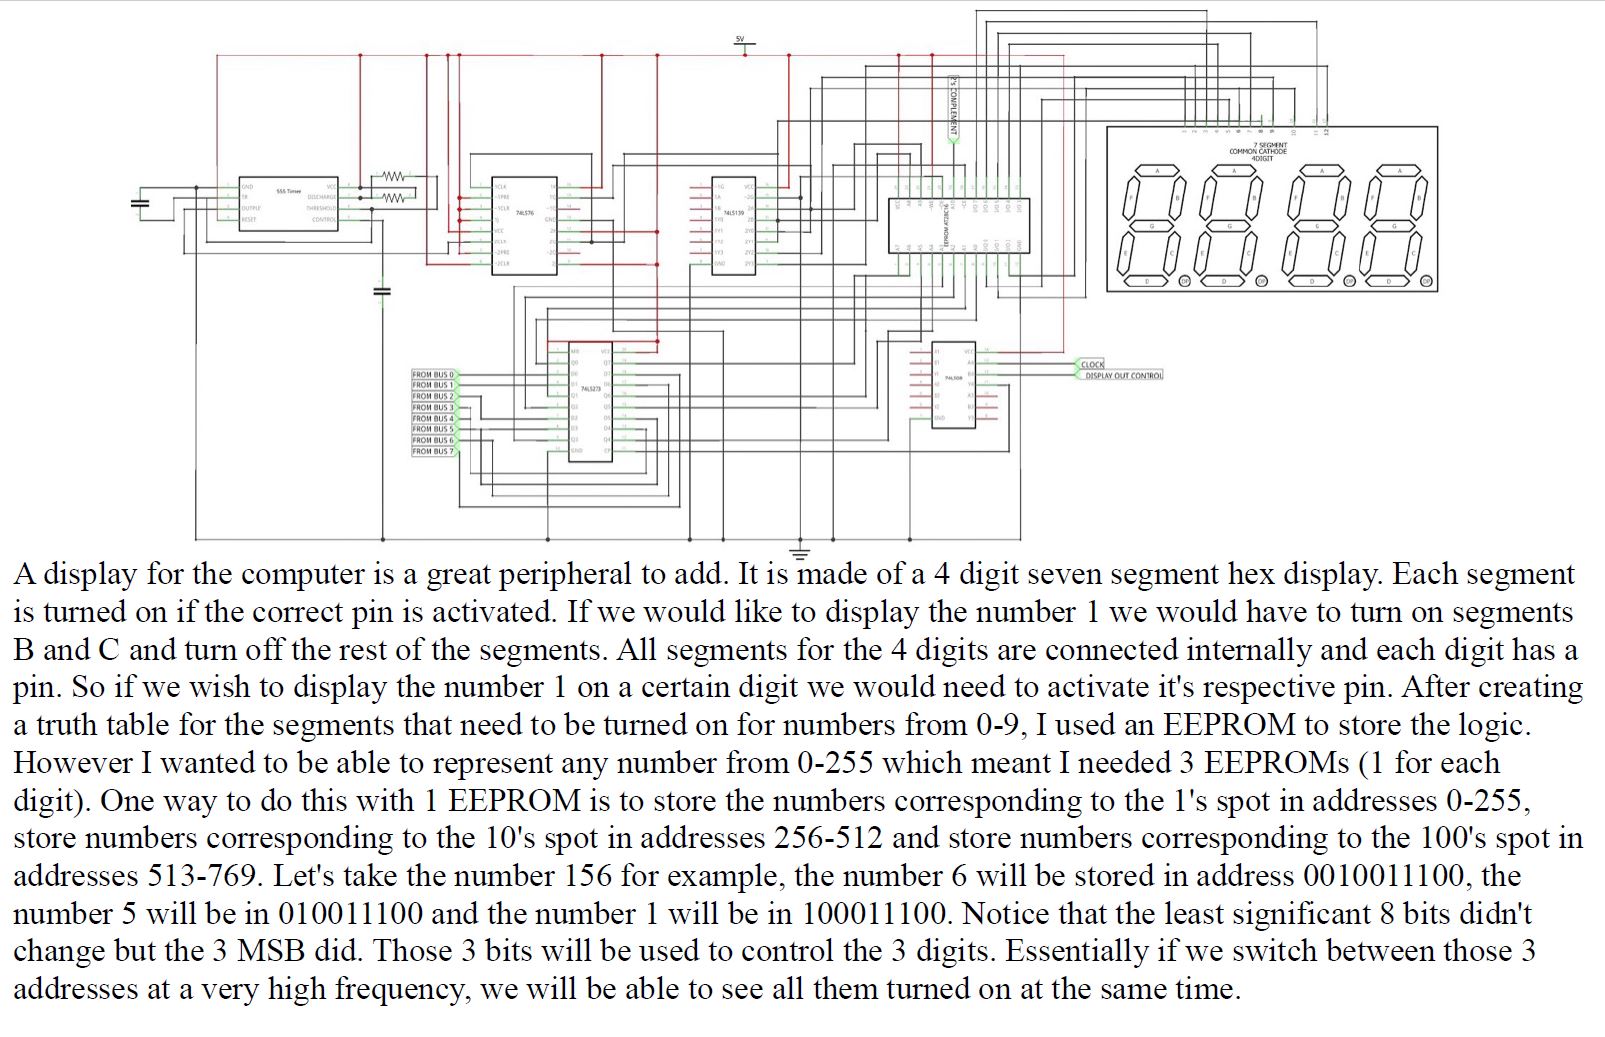 5V
2'S CONPLEMENT
7 SEGMENT
COMMON CATHODE
4DIGIT
555 Timer
GND
TR
OUTPUT
RESET
VCC
DISCHARGE
THRESHOLD
CONTROL
74LS76
74LS139
EEPROM AT28C16
74LS273
74LS08
CLOCK
DISPLAY OUT CONTROL
FROM BUS 0
FROM BUS 1
FROM BUS 2
FROM BUS 3
FROM BUS 4
FROM BUS 5
FROM BUS 6
FROM BUS 7
A display for the computer is a great peripheral to add. It is made of a 4 digit seven segment hex display. Each segment
is turned on if the correct pin is activated. If we would like to display the number 1 we would have to turn on segments
B and C and turn off the rest of the segments. All segments for the 4 digits are connected internally and each digit has a
pin. So if we wish to display the number 1 on a certain digit we would need to activate it's respective pin. After creating
a truth table for the segments that need to be turned on for numbers from 0-9, I used an EEPROM to store the logic.
However I wanted to be able to represent any number from 0-255 which meant I needed 3 EEPROMs (1 for each
digit). One way to do this with 1 EEPROM is to store the numbers corresponding to the 1's spot in addresses 0-255,
store numbers corresponding to the 10's spot in addresses 256-512 and store numbers corresponding to the 100's spot in
addresses 513-769. Let's take the number 156 for example, the number 6 will be stored in address 0010011100, the
number 5 will be in 010011100 and the number 1 will be in 100011100. Notice that the least significant 8 bits didn't
change but the 3 MSB did. Those 3 bits will be used to control the 3 digits. Essentially if we switch between those 3
addresses at a very high frequency, we will be able to see all them turned on at the same time.